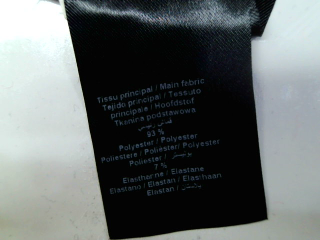 Tissu principal / Main fabric
Tejido principal / Tessuto
principale / Hoofdstof
Tkanina podstawowa
93 %
Polyester / Polyester
Poliestere / Poliéster / Polyester
Poliester /
7 %
Elasthanne / Elastane
Elastano / Elastan / Elasthaan
Elastan /